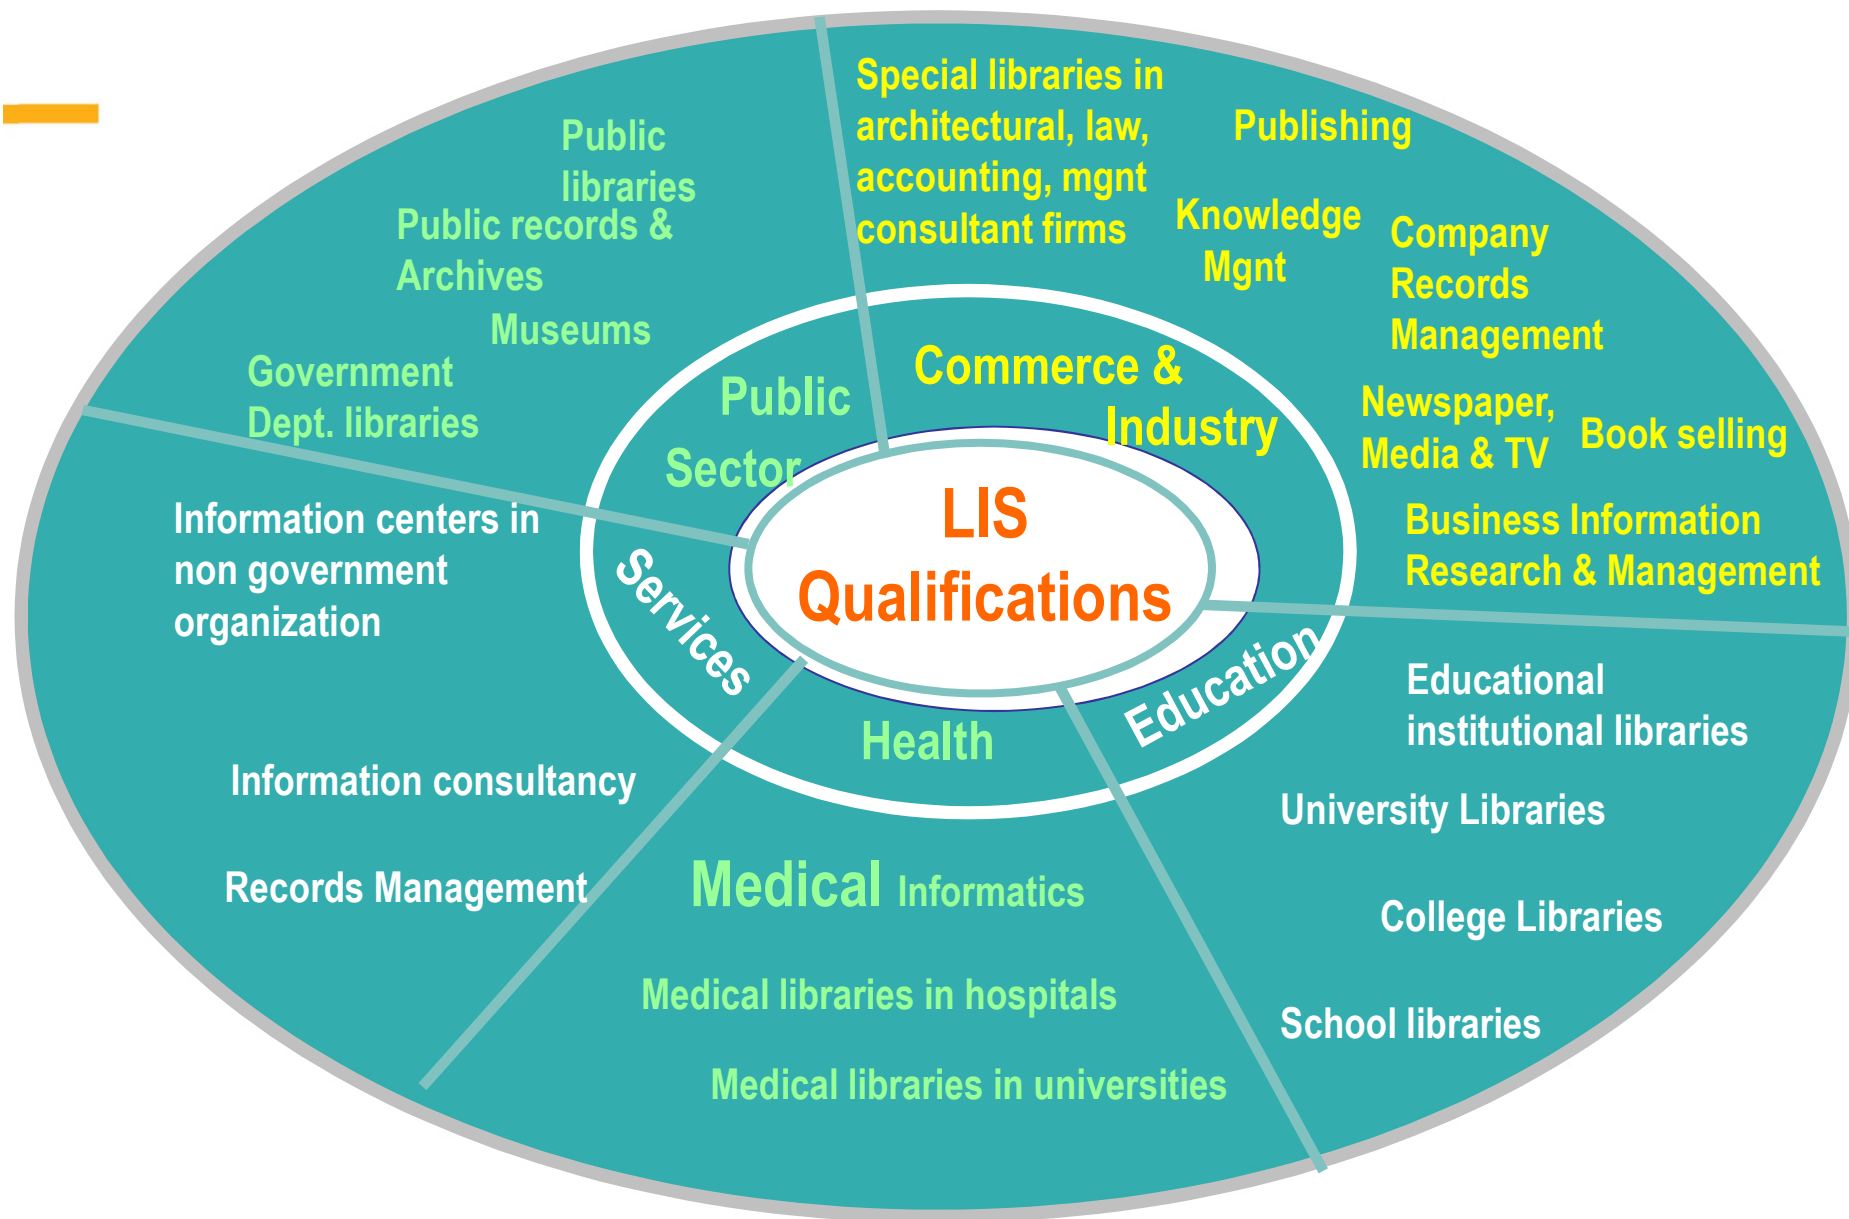 LIS
Qualifications
Public
Sector
Public
libraries
Public records &
Archives
Museums
Government
Dept. libraries
Commerce &
Industry
Special libraries in
architectural, law,
accounting, mgnt
consultant firms
Publishing
Knowledge
Mgnt
Company
Records
Management
Newspaper,
Media & TV
Book selling
Business Information
Research & Management
Education
Educational
institutional libraries
University Libraries
College Libraries
School libraries
Health
Medical Informatics
Medical libraries in hospitals
Medical libraries in universities
Services
Information centers in
non government
organization
Information consultancy
Records Management